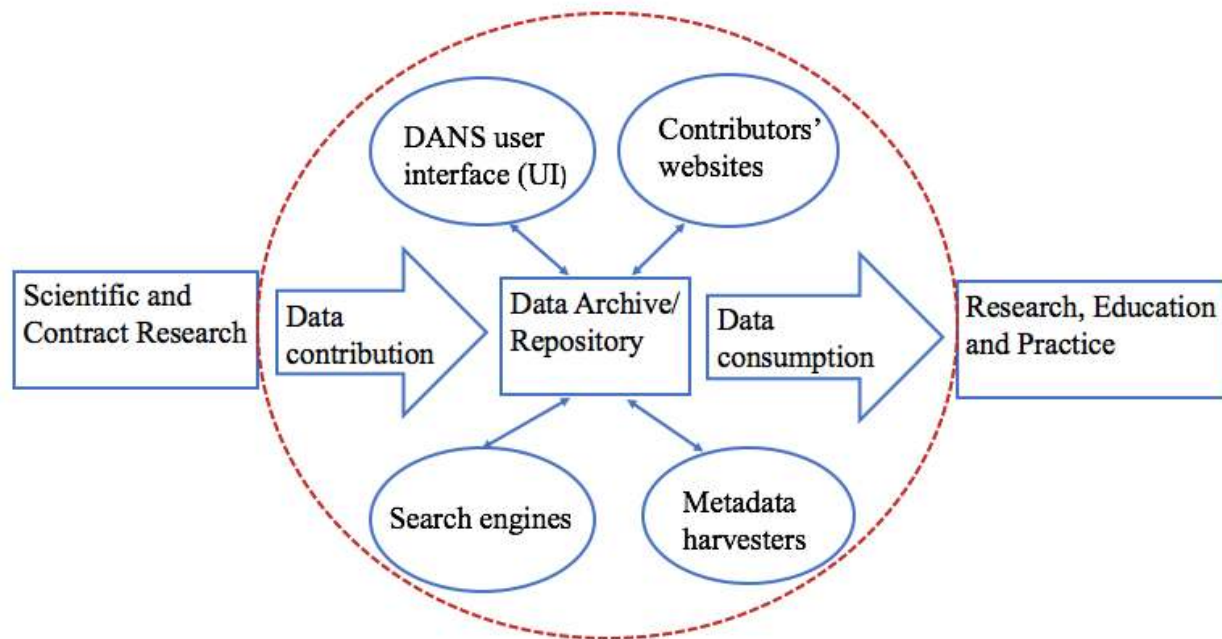 DANS user
interface (UI)
Contributors'
websites
Scientific and
Contract Research
Data
contribution
Data Archive/
Repository
Data
consumption
Research, Education
and Practice
Search engines
Metadata
harvesters